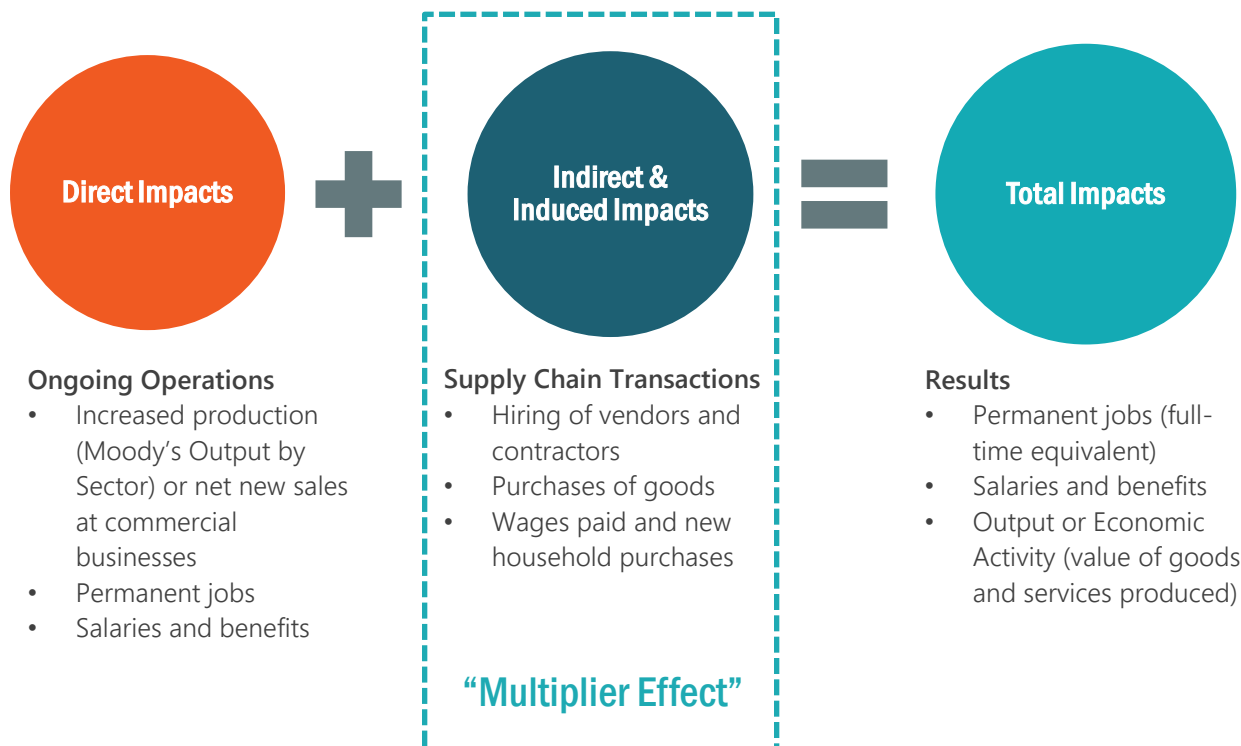 Direct Impacts
Indirect &
Induced Impacts
Total Impacts
Ongoing Operations
• Increased production
(Moody’s Output by
Sector) or net new sales
at commercial
businesses
• Permanent jobs
• Salaries and benefits
Supply Chain Transactions
• Hiring of vendors and
contractors
• Purchases of goods
• Wages paid and new
household purchases
“Multiplier Effect”
Results
• Permanent jobs (full-
time equivalent)
• Salaries and benefits
• Output or Economic
Activity (value of goods
and services produced)